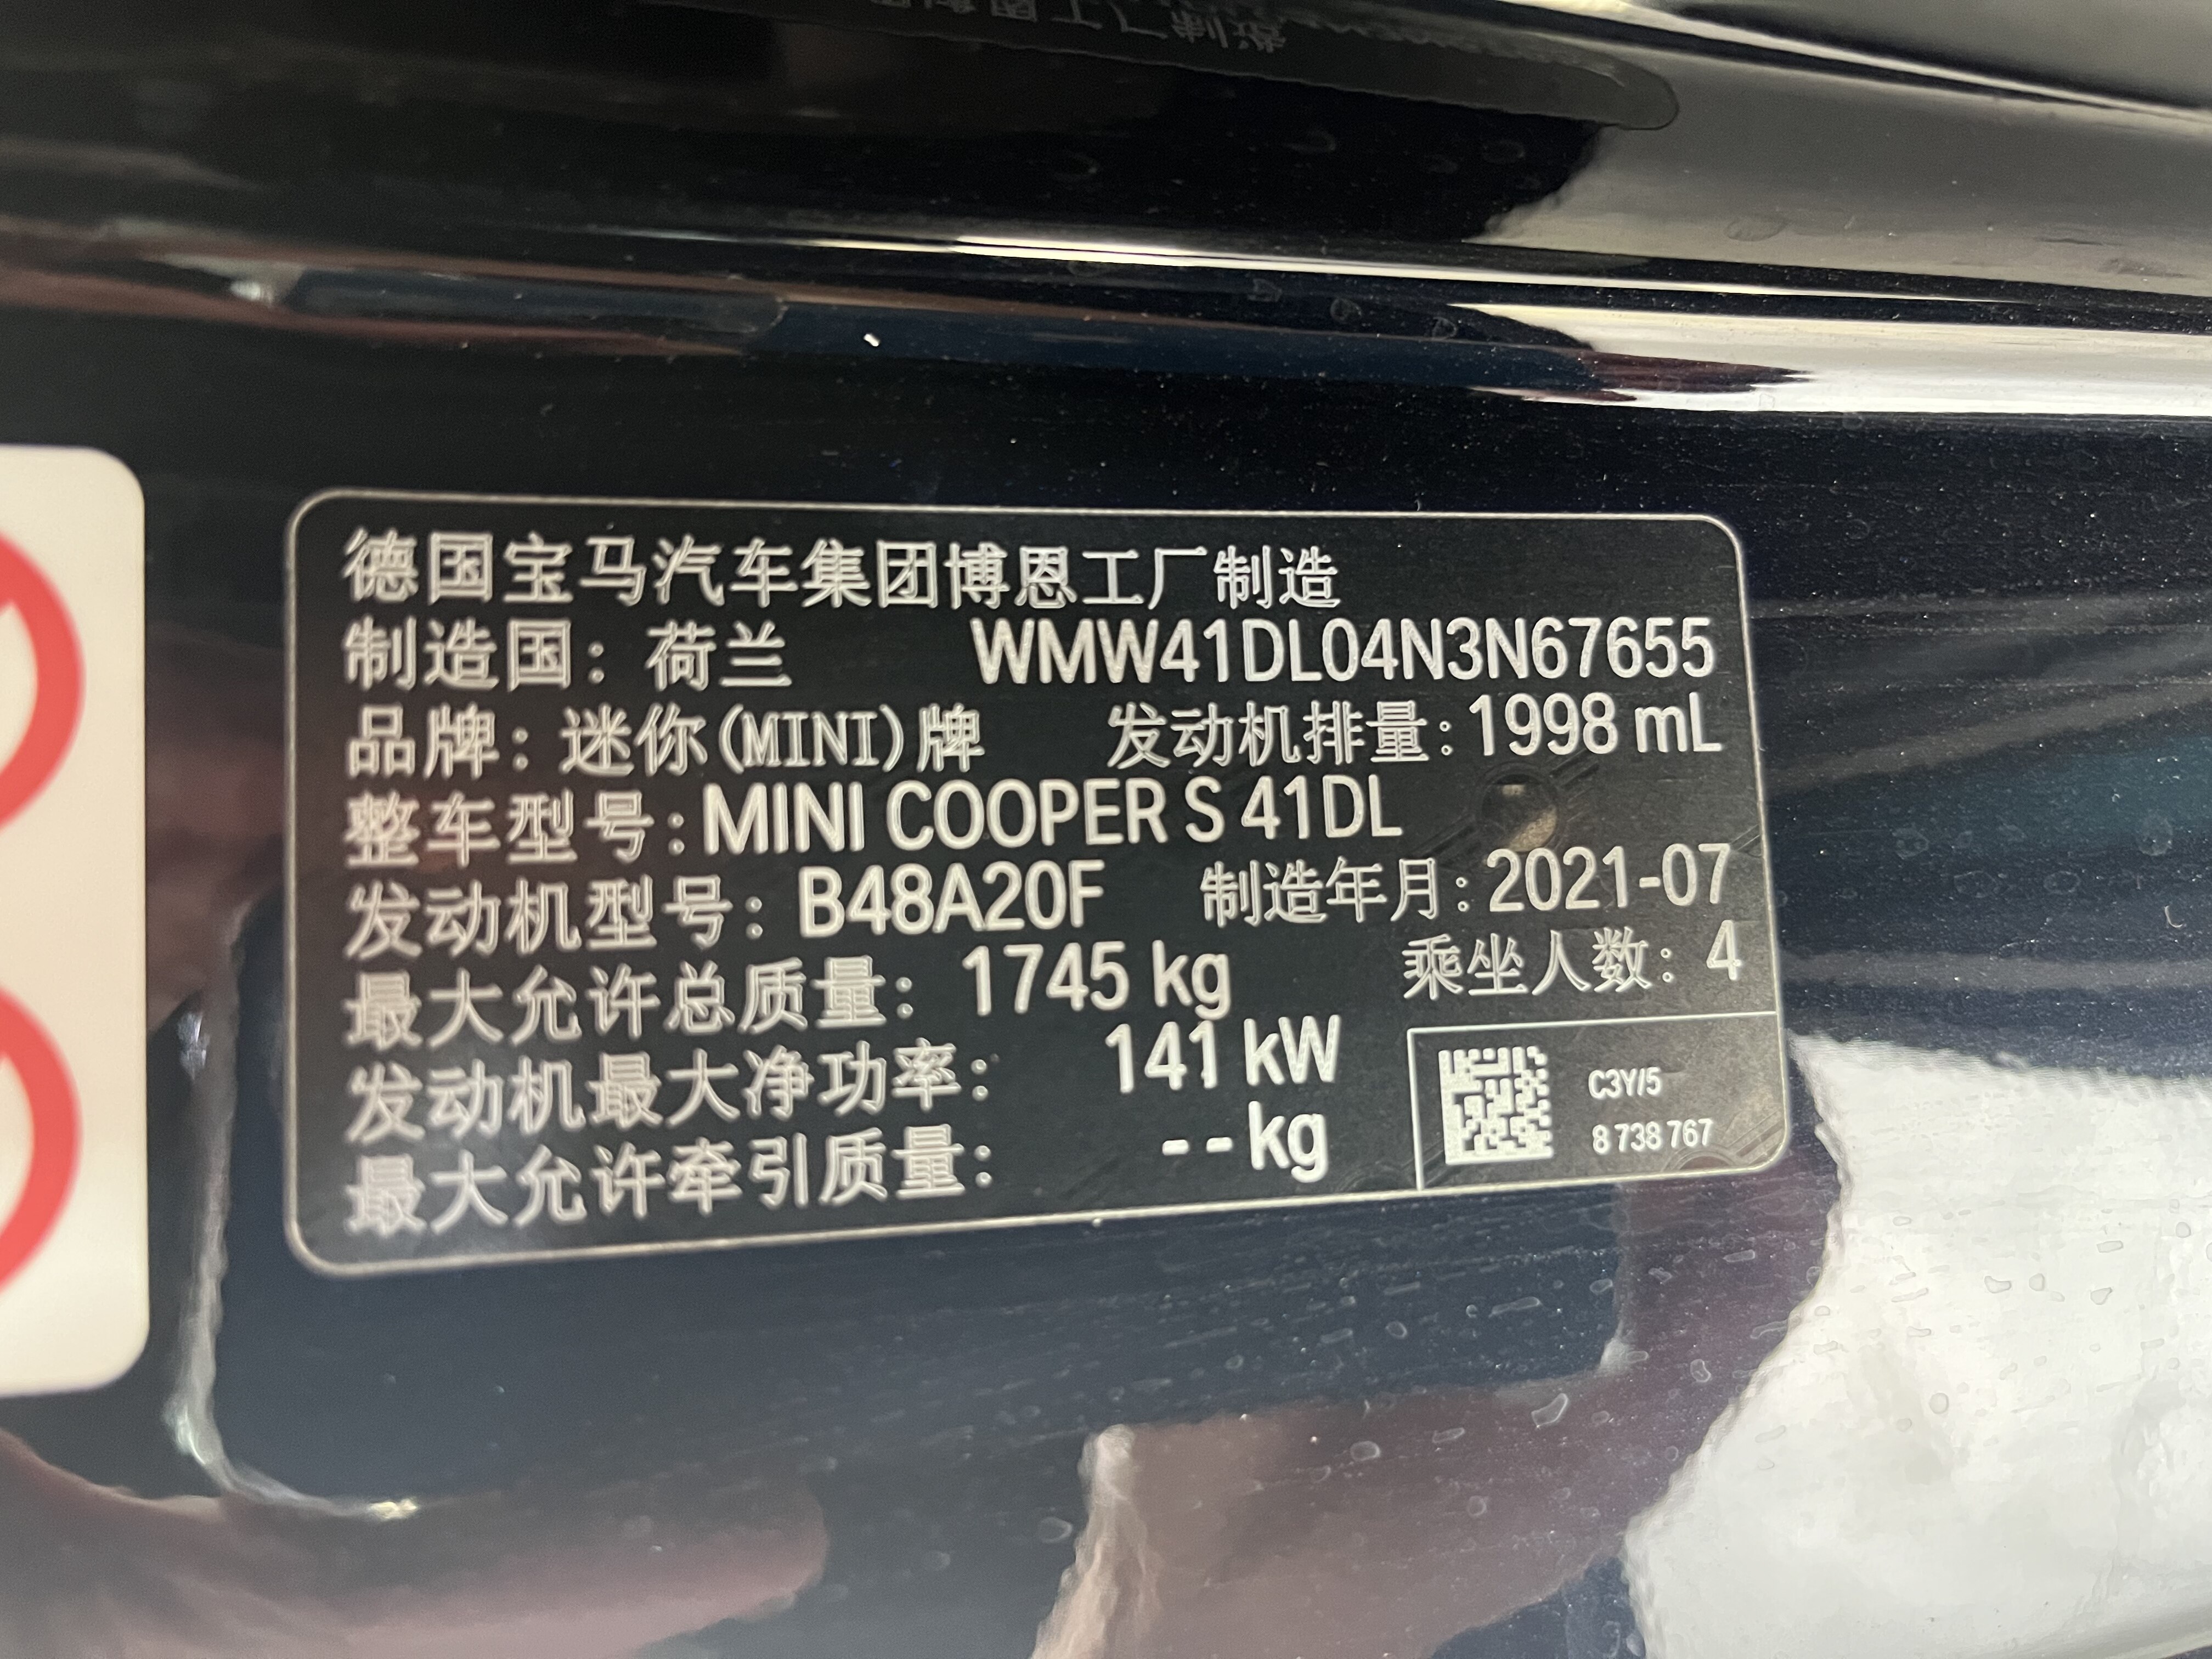 德国宝马汽车集团博恩工厂制造
制造国：荷兰 WMW41DL04N3N67655
品牌：迷你(MINI)牌 发动机排量：1998 mL
整车型号：MINI COOPER S 41DL
发动机型号：B48A20F 制造年月：2021-07
最大允许总质量：1745 kg 乘坐人数：4
发动机最大净功率：141 kW
最大允许牵引质量：--kg
C3Y/5
8 738 767